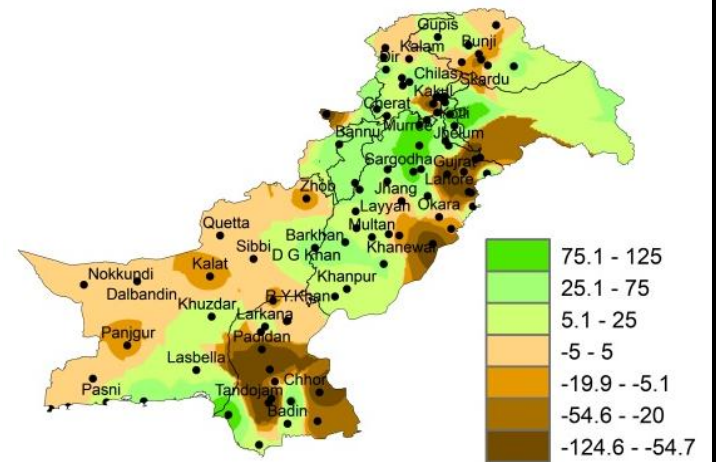 Gupis
Kalam
Bunji
Dir
Chilas
Skardu
Kakul
Cherat
Kotli
Murree
Bannu
Jhelum
Sargodha
Gujrat
Zhob
Jhang
Lahore
Layyah
Okara
Quetta
Multan
Barkhan
Sibbi
Khanewal
D G Khan
Nokkundi
Kalat
Khanpur
Dalbandin
R Y Khan
Khuzdar
Larkana
Panjgur
Padidan
Lasbella
Pasni
Chhor
Tandojam
Badin
75.1 - 125
25.1 - 75
5.1 - 25
-5 - 5
-19.9 - -5.1
-54.6 - -20
-124.6 - -54.7